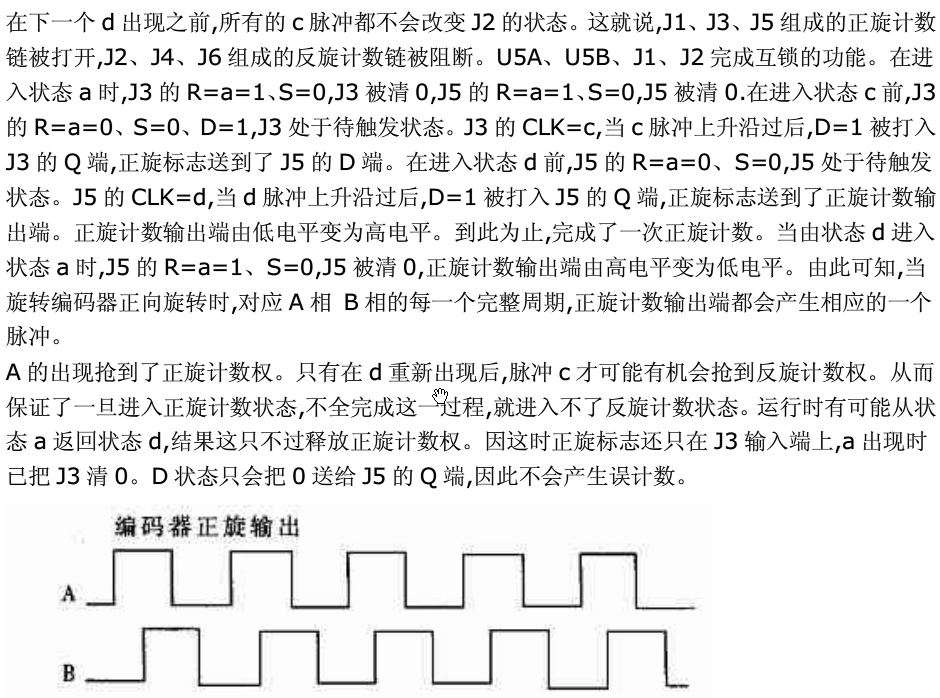 在下一个 d 出现之前,所有的 c 脉冲都不会改变 J2 的状态。这就说,J1、J3、J5 组成的正旋计数
链被打开,J2、J4、J6 组成的反旋计数链被阻断。U5A、U5B、J1、J2 完成互锁的功能。在进
入状态 a 时,J3 的 R=a=1、S=0,J3 被清 0,J5 的 R=a=1、S=0,J5 被清 0.在进入状态 c 前,J3
的 R=a=0、S=0、D=1,J3 处于待触发状态。J3 的 CLK=c,当 c 脉冲上升沿过后,D=1 被打入
J3 的 Q 端,正旋标志送到了 J5 的 D 端。在进入状态 d 前,J5 的 R=a=0、S=0,J5 处于待触发
状态。J5 的 CLK=d,当 d 脉冲上升沿过后,D=1 被打入 J5 的 Q 端,正旋标志送到了正旋计数输
出端。正旋计数输出端由低电平变为高电平。到此为止,完成了一次正旋计数。当由状态 d 进入
状态 a 时,J5 的 R=a=1、S=0,J5 被清 0,正旋计数输出端由高电平变为低电平。由此可知,当
旋转编码器正向旋转时,对应 A 相 B 相的每一个完整周期,正旋计数输出端都会产生相应的一个
脉冲。
A 的出现抢到了正旋计数权。只有在 d 重新出现后,脉冲 c 才可能有机会抢到反旋计数权。从而
保证了一旦进入正旋计数状态,不全完成这一过程,就进入不了反旋计数状态。运行时有可能从状
态 a 返回状态 d,结果这只不过释放正旋计数权。因这时正旋标志还只在 J3 输入端上,a 出现时
已把 J3 清 0。D 状态只会把 0 送给 J5 的 Q 端,因此不会产生误计数。
编码器正旋输出
A
B